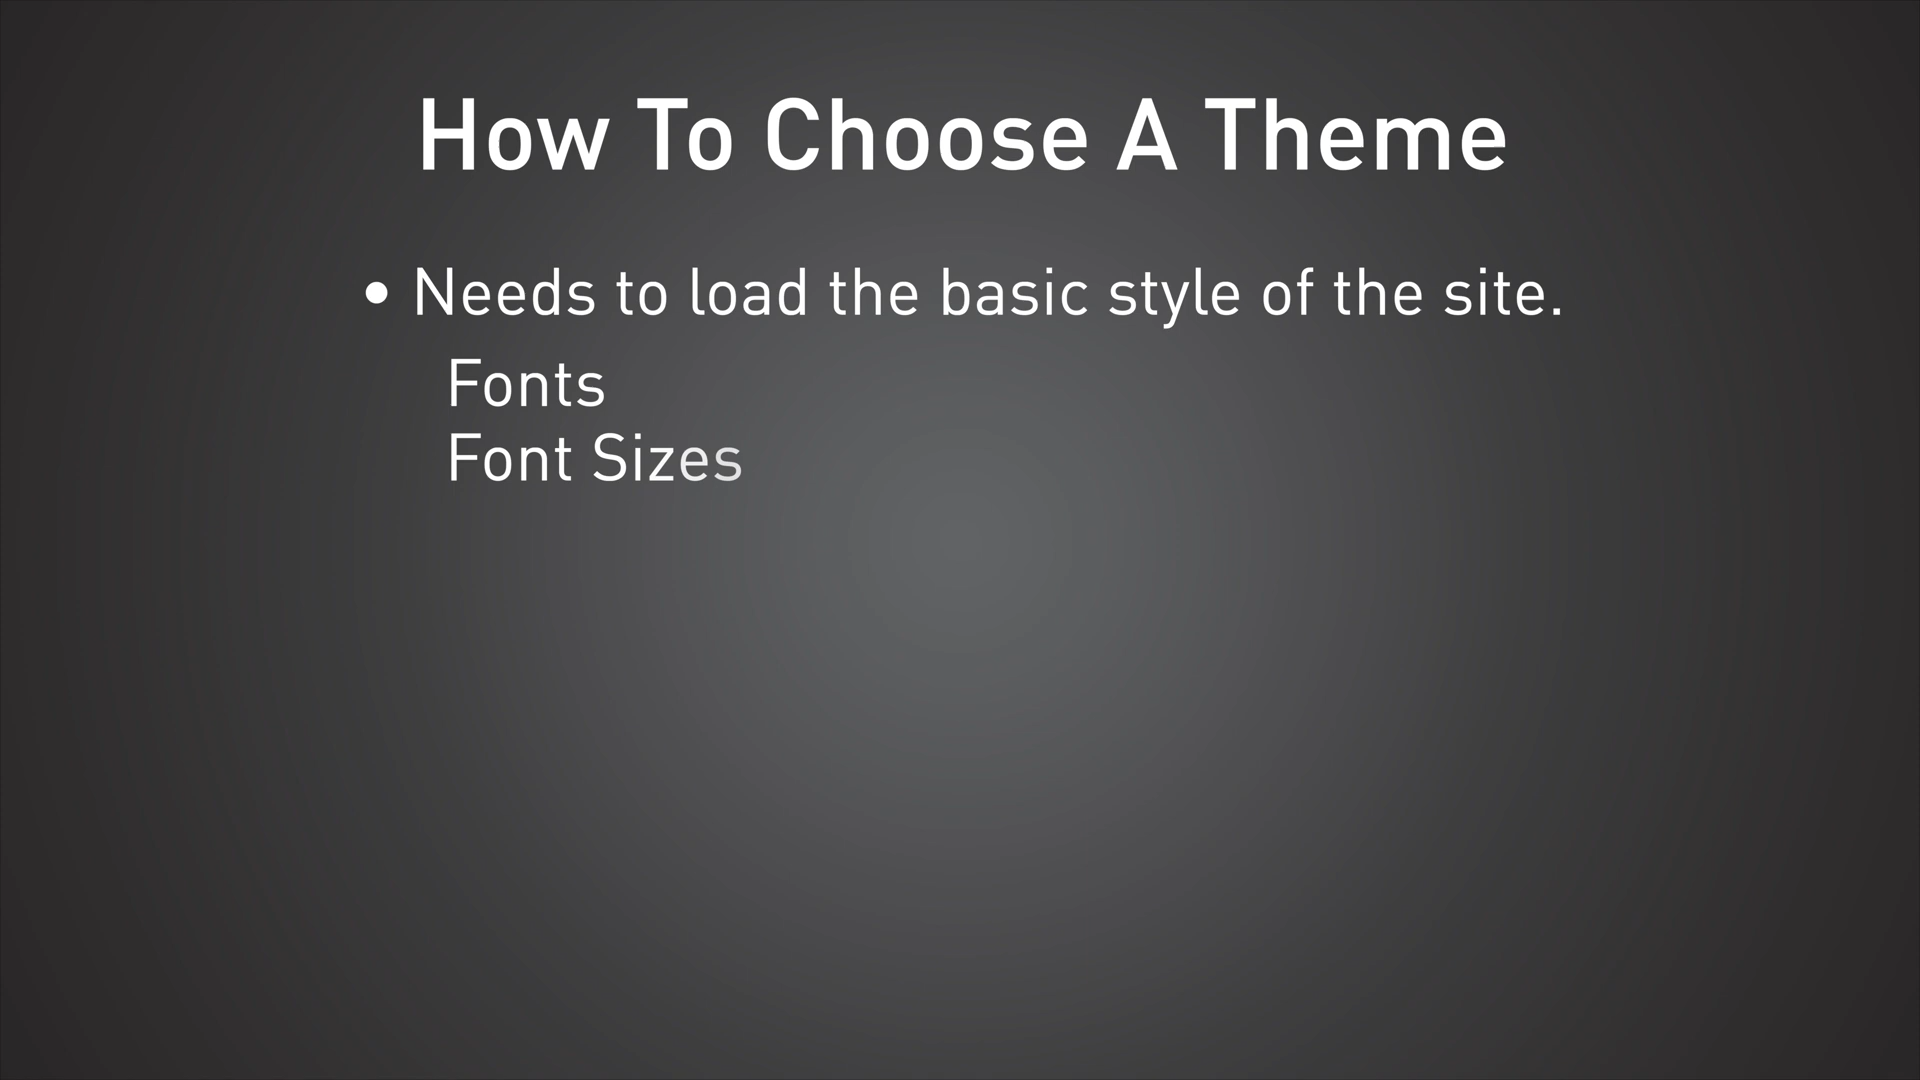 How To Choose A Theme
• Needs to load the basic style of the site.
Fonts
Font Sizes